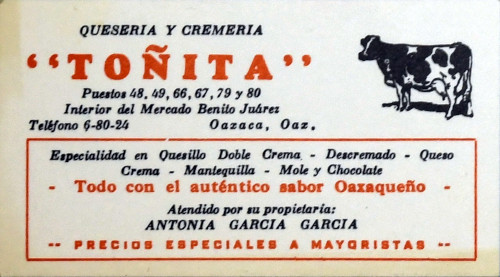 QUESERIA Y CREMERIA
“TOÑITA”
Puestos 48, 49, 66, 67, 79 y 80
Interior del Mercado Benito Juárez
Teléfono 6-80-24 Oaxaca, Oax.
Especialidad en Quesillo Doble Crema - Descremado - Queso
Crema - Mantequilla - Mole y Chocolate
- Todo con el auténtico sabor Oaxaqueño -
Atendido por su propietaria:
ANTONIA GARCIA GARCIA
-- PRECIOS ESPECIALES A MAYORISTAS --